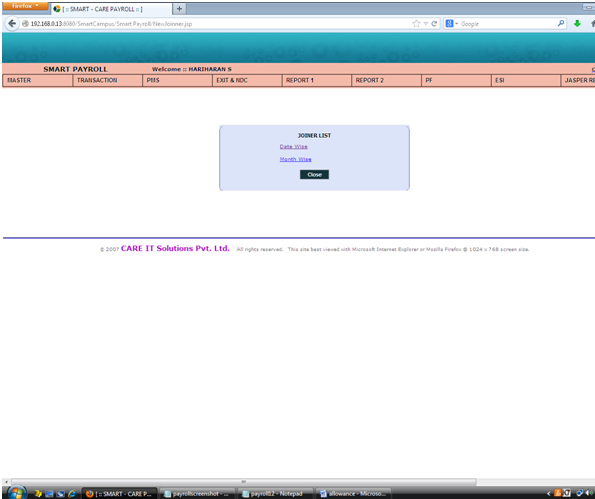 Firefox
[ :: SMART - CARE PAYROLL :: ]
192.168.0.13:8080/SmartCampus/Smart Payroll/NewJoinner.jsp
Google
SMART PAYROLL Welcome :: HARIHARAN S
MASTER TRANSACTION PMS EXIT & NDC REPORT 1 REPORT 2 PF ESI JASPER RE
JOINER LIST
Date Wise
Month Wise
Close
© 2007 CARE IT Solutions Pvt. Ltd. All rights reserved. This site best viewed with Microsoft Internet Explorer or Mozilla Firefox @ 1024 x 768 screen size.
[ :: SMART - CARE P... payrollscreenshot - ... payroll12 - Notepad allowance - Microso...